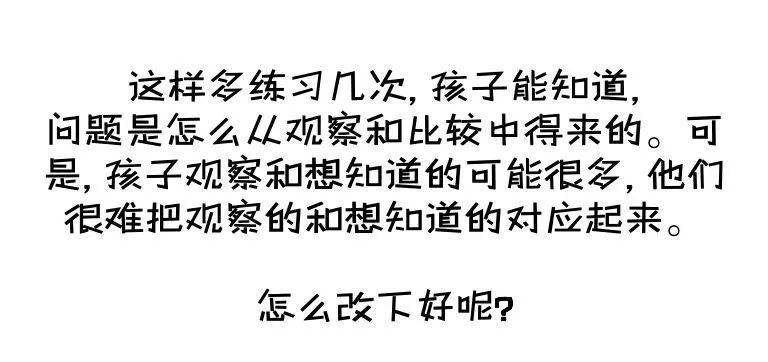 这样多练习几次，孩子能知道，
问题是怎么从观察和比较中得来的。可
是，孩子观察和想知道的可能很多，他们
很难把观察的和想知道的对应起来。
怎么改下好呢？